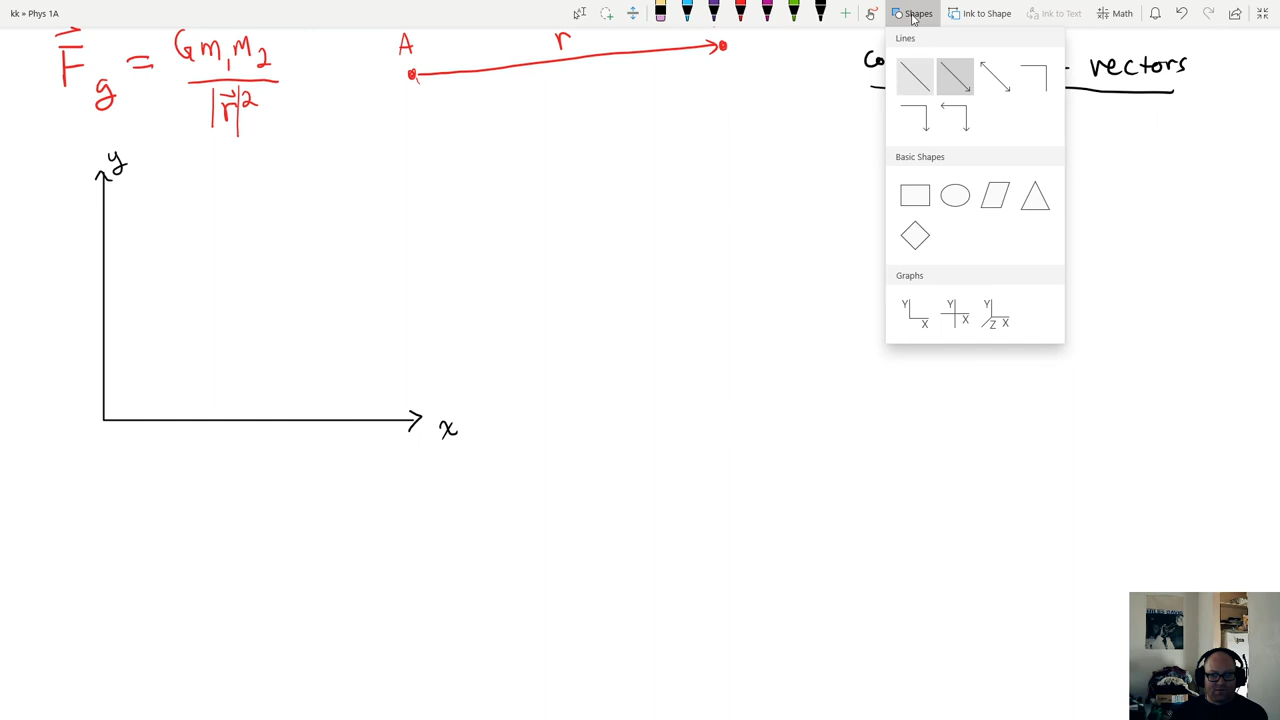 kk » Phys 1A
Shapes
Ink to Shape
Ink to Text
Math
Lines
Basic Shapes
Graphs
Y X
Y X
Y Z X
F⃗g = Gm₁m₂ / |r⃗|²
A r
co - vectors
y
x